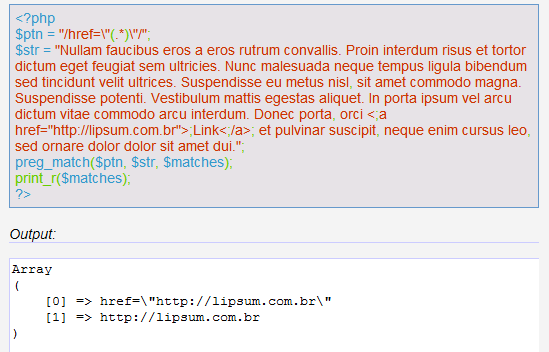 <?php
$ptn = "/href=\"(.*)\"/";
$str = "Nullam faucibus eros a eros rutrum convallis. Proin interdum risus et tortor
dictum eget feugiat sem ultricies. Nunc malesuada neque tempus ligula bibendum
sed tincidunt velit ultrices. Suspendisse eu metus nisl, sit amet commodo magna.
Suspendisse potenti. Vestibulum mattis egestas aliquet. In porta ipsum vel arcu
dictum vitae commodo arcu interdum. Donec porta, orci <;a
href="http://lipsum.com.br">;Link<;/a>; et pulvinar suscipit, neque enim cursus leo,
sed ornare dolor dolor sit amet dui.";
preg_match($ptn, $str, $matches);
print_r($matches);
?>
Output:
Array
(
[0] => href=\"http://lipsum.com.br\"
[1] => http://lipsum.com.br
)